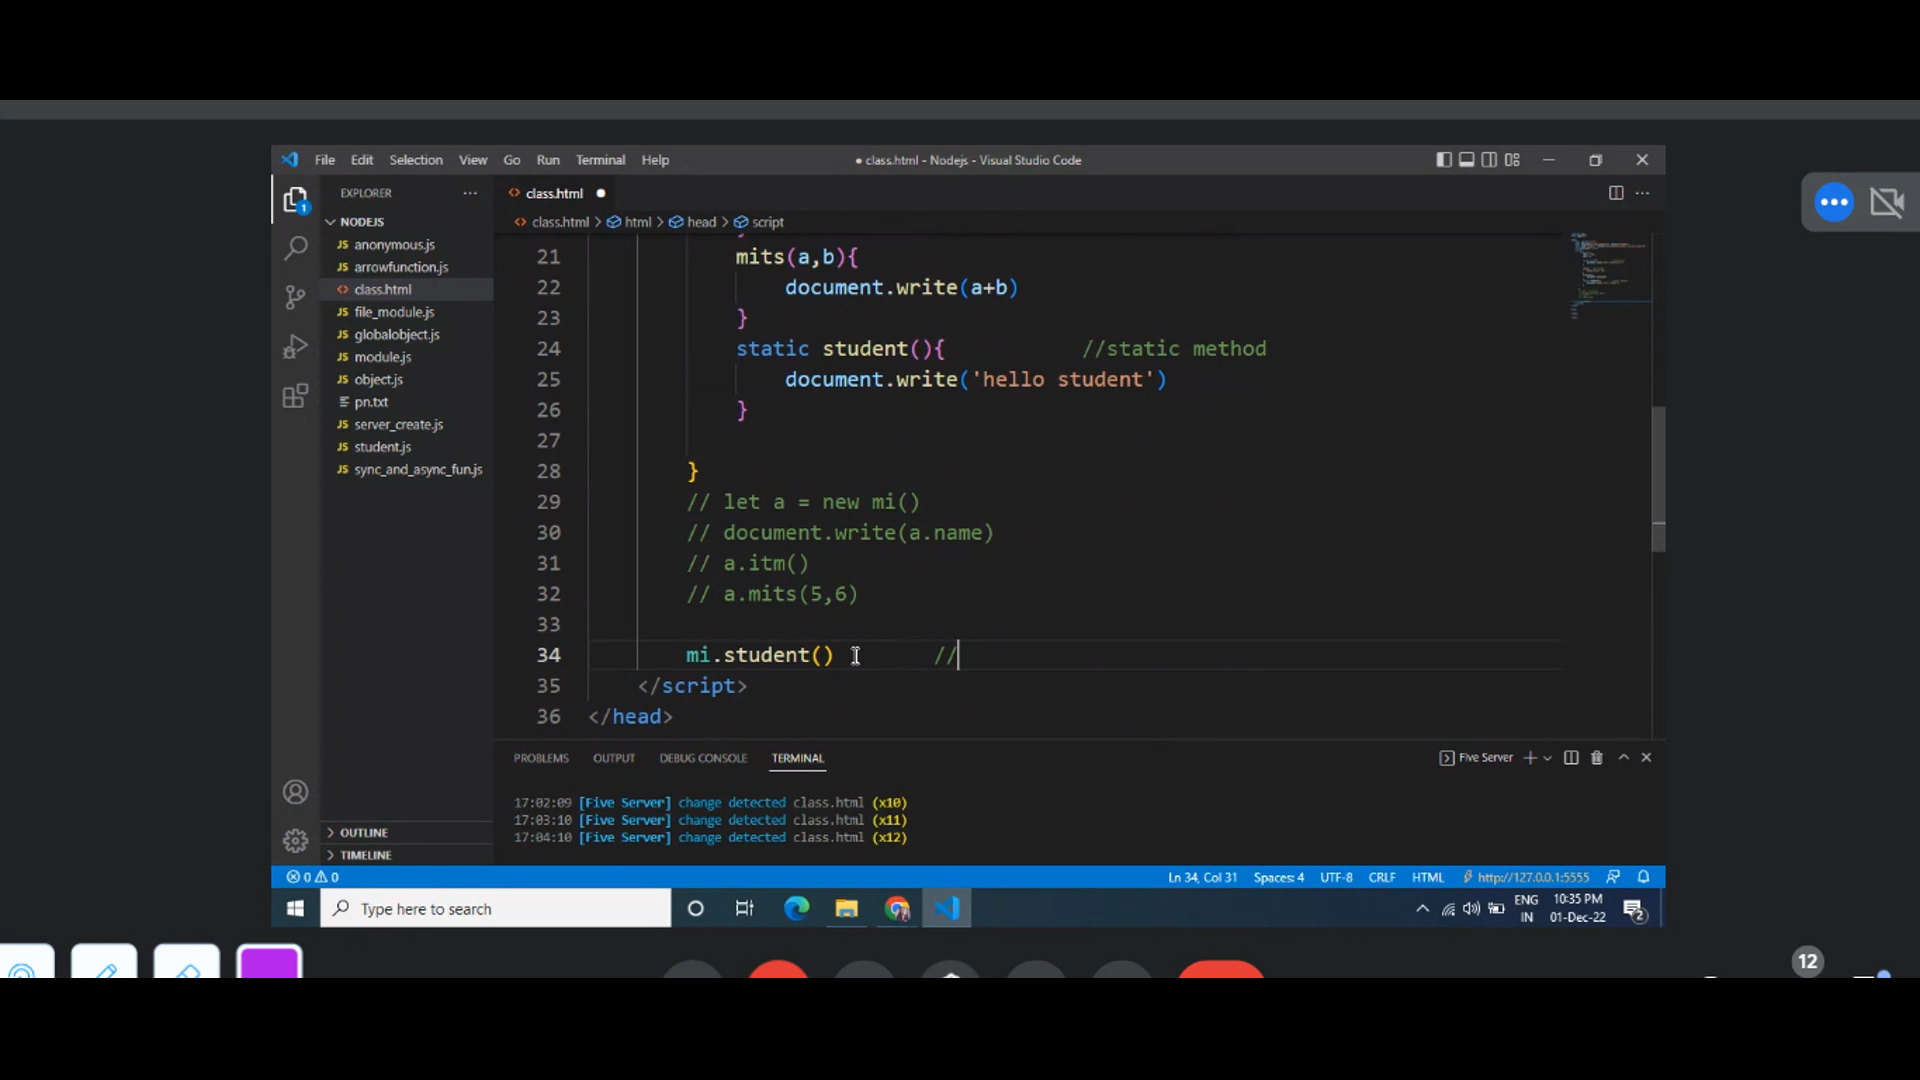 File Edit Selection View Go Run Terminal Help
● class.html - Nodejs - Visual Studio Code
EXPLORER
class.html
NODEJS
class.html > html > head > script
anonymous.js
arrowfunction.js
class.html
file_module.js
globalobject.js
module.js
object.js
pn.txt
server_create.js
student.js
sync_and_async_fun.js
OUTLINE
TIMELINE
1
21 mits(a,b){
22 document.write(a+b)
23 }
24 static student(){ //static method
25 document.write('hello student')
26 }
27
28 }
29 // let a = new mi()
30 // document.write(a.name)
31 // a.itm()
32 // a.mits(5,6)
33
34 mi.student() //
35 </script>
36 </head>
PROBLEMS OUTPUT DEBUG CONSOLE TERMINAL
Five Server
17:02:09 [Five Server] change detected class.html (x10)
17:03:10 [Five Server] change detected class.html (x11)
17:04:10 [Five Server] change detected class.html (x12)
0 0
Ln 34, Col 31 Spaces: 4 UTF-8 CRLF HTML http://127.0.0.1:5555
Type here to search
ENG
IN
10:35 PM
01-Dec-22
2
12